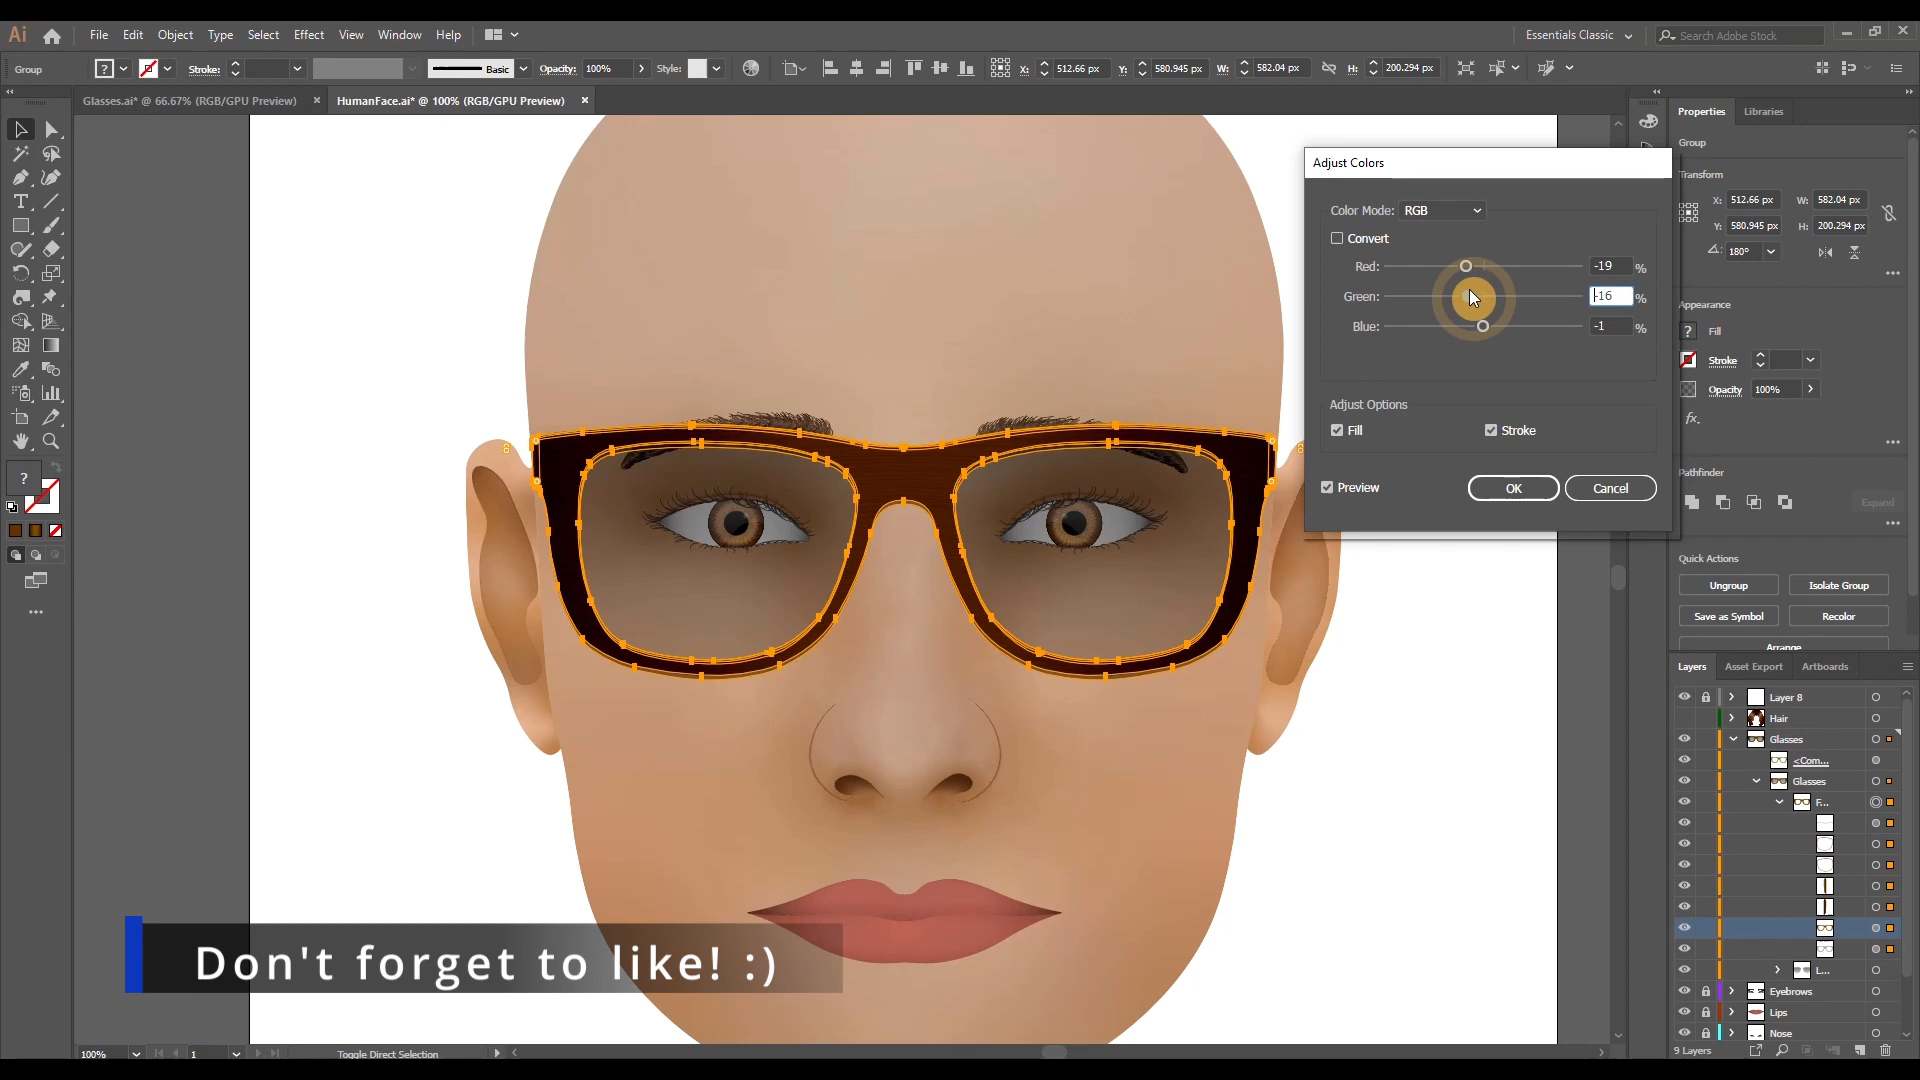 Ai File Edit Object Type Select Effect View Window Help Essentials Classic Search Adobe Stock
Group ? Stroke: Basic Opacity: 100% Style: X: 512.66 px Y: 580.945 px W: 582.04 px H: 200.294 px
Glasses.ai* @ 66.67% (RGB/GPU Preview) × HumanFace.ai* @ 100% (RGB/GPU Preview) ×
Adjust Colors
Color Mode: RGB
Convert
Red: -19 %
Green: -16 %
Blue: -1 %
Adjust Options
Fill Stroke
Preview OK Cancel
Properties Libraries
Group
Transform
X: 512.66 px W: 582.04 px
Y: 580.945 px H: 200.294 px
180°
Appearance
? Fill
Stroke
Opacity 100%
fx.
Pathfinder
Expand
Quick Actions
Ungroup Isolate Group
Save as Symbol Recolor
Arrange
Layers Asset Export Artboards
Layer 8
Hair
Glasses
<Com...
Glasses
F...
L...
Eyebrows
Lips
Nose
9 Layers
?
Don't forget to like! :)
100% 1 Toggle Direct Selection